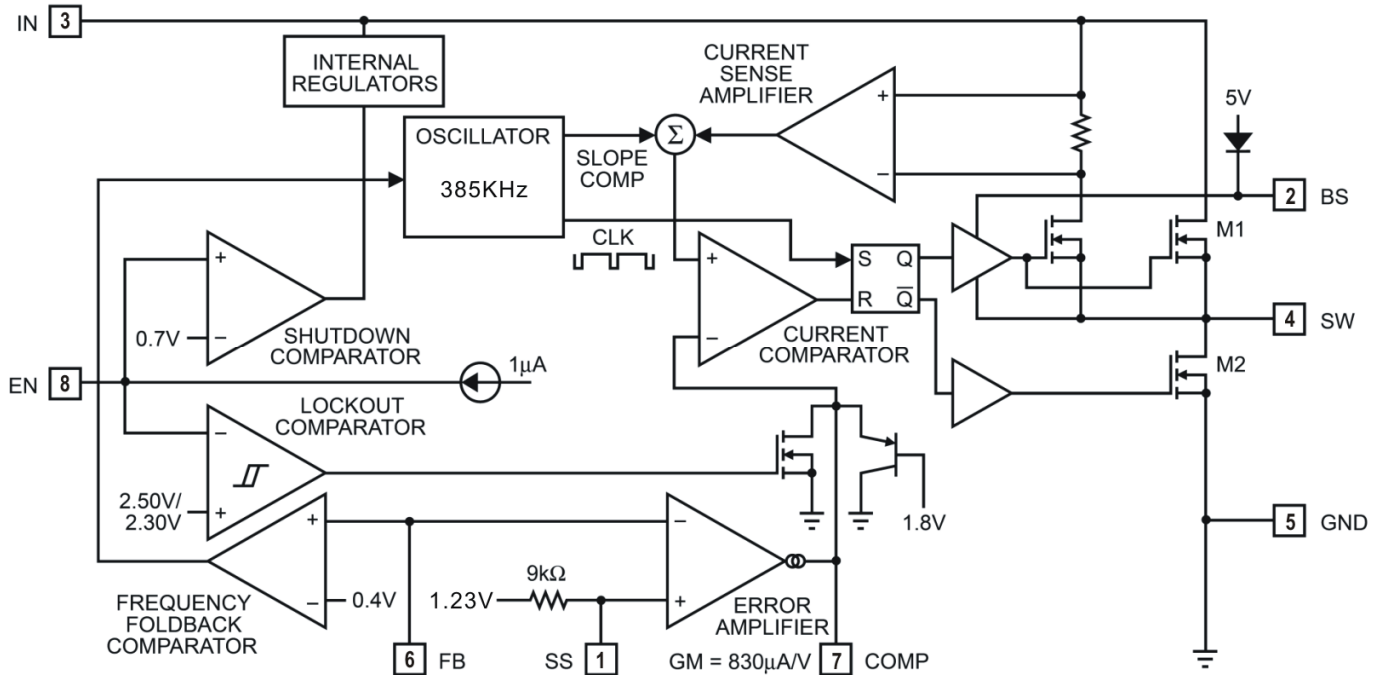 IN 3
INTERNAL
REGULATORS
CURRENT
SENSE
AMPLIFIER
+
−
5V
OSCILLATOR
385KHz
Σ
SLOPE
COMP
2 BS
CLK
M1
+
−
0.7V
SHUTDOWN
COMPARATOR
+
−
CURRENT
COMPARATOR
S Q
R Q̅
4 SW
M2
EN 8
1µA
LOCKOUT
COMPARATOR
−
+
2.50V/
2.30V
1.8V
5 GND
+
−
0.4V
FREQUENCY
FOLDBACK
COMPARATOR
1.23V
9kΩ
−
+
ERROR
AMPLIFIER
6 FB
SS 1
GM = 830µA/V 7 COMP